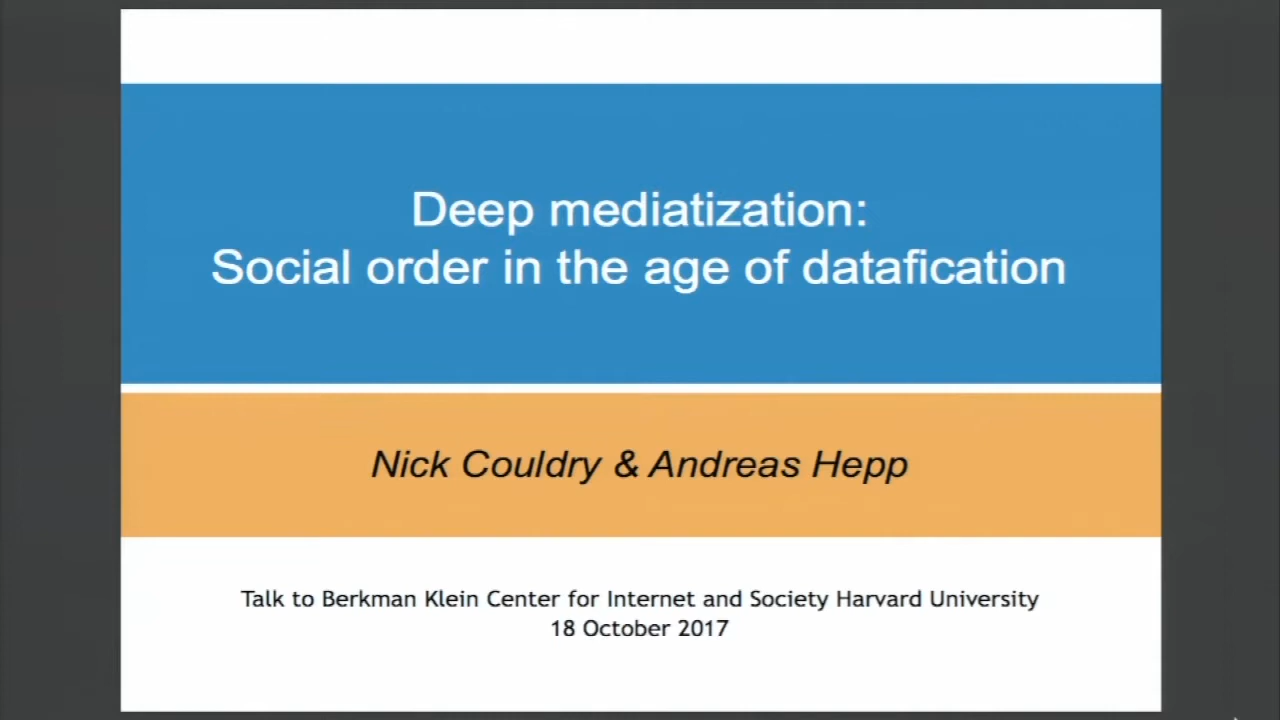 Deep mediatization:
Social order in the age of datafication
Nick Couldry & Andreas Hepp
Talk to Berkman Klein Center for Internet and Society Harvard University
18 October 2017